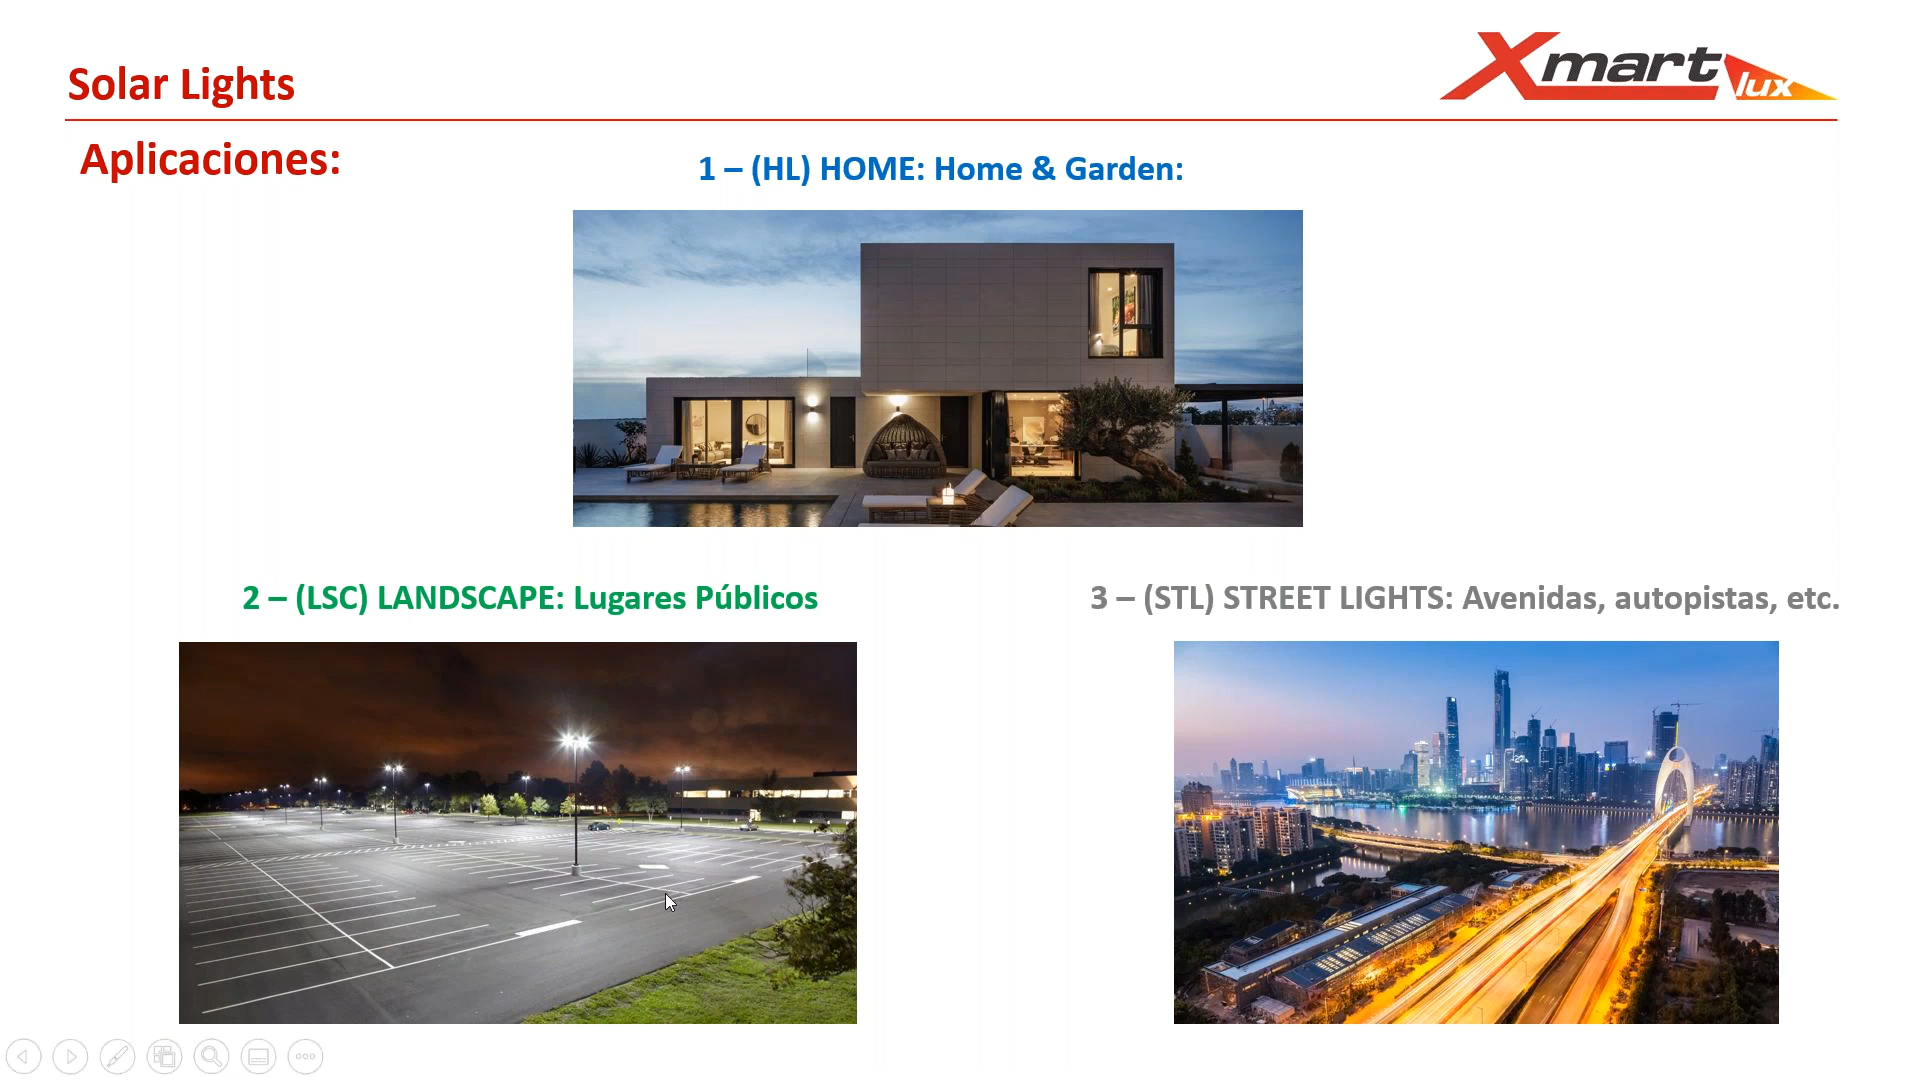 Solar Lights
Xmart lux
Aplicaciones:
1 – (HL) HOME: Home & Garden:
2 – (LSC) LANDSCAPE: Lugares Públicos
3 – (STL) STREET LIGHTS: Avenidas, autopistas, etc.